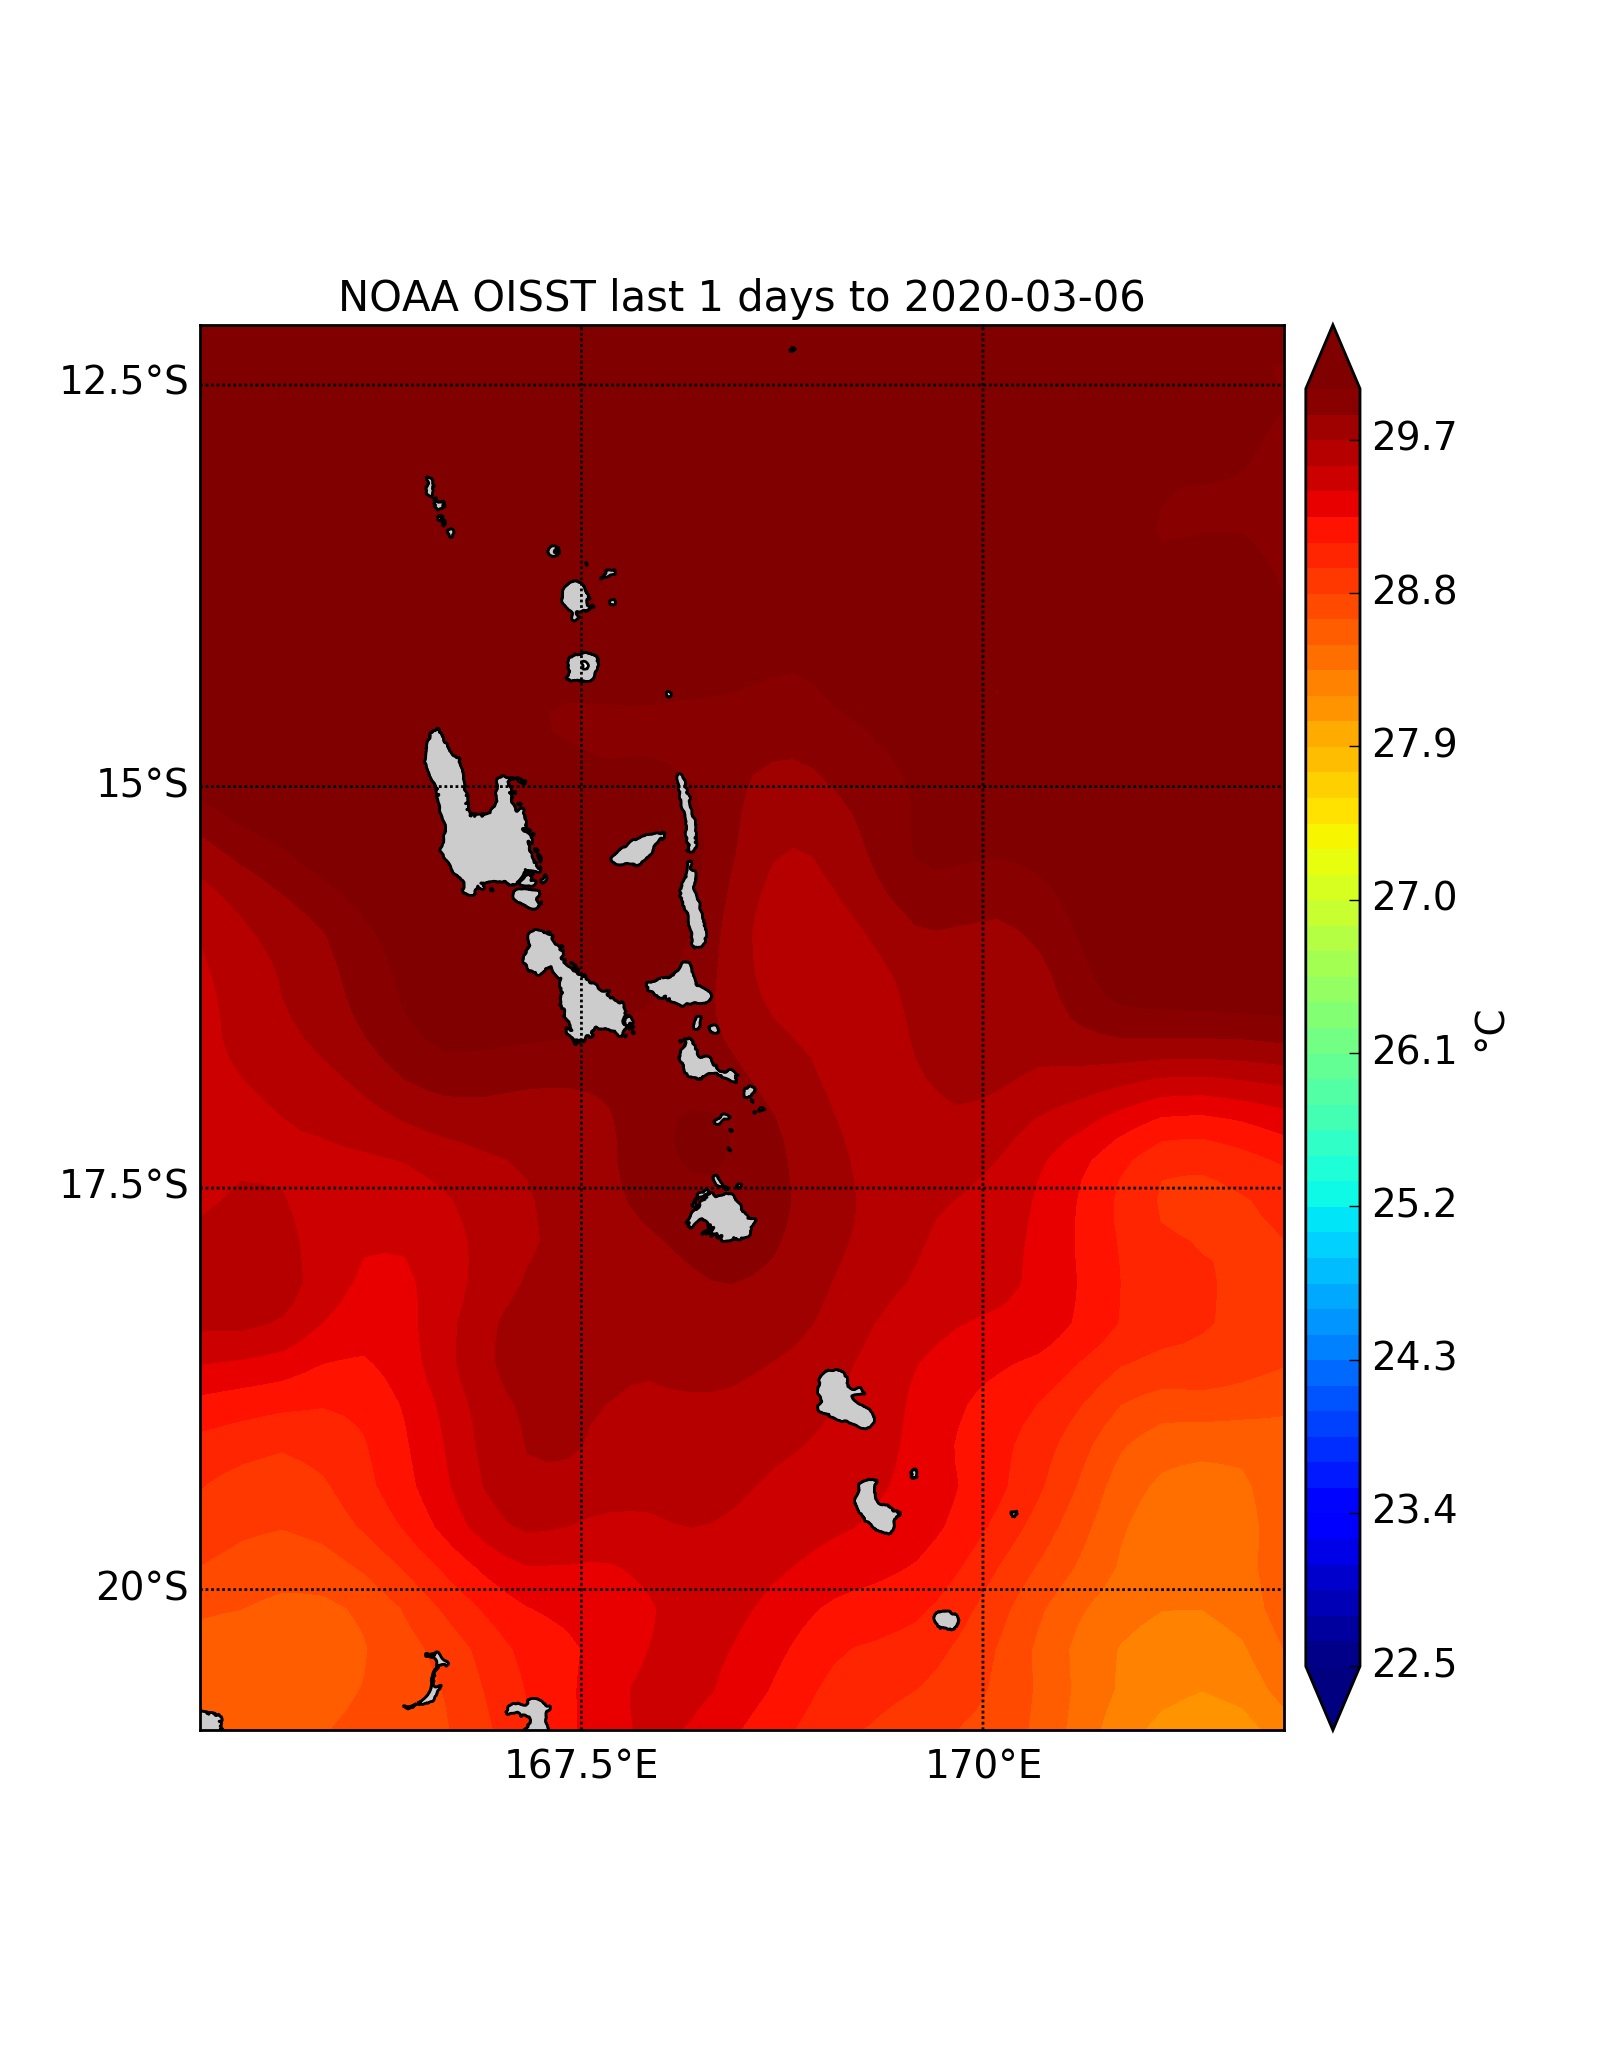 NOAA OISST last 1 days to 2020-03-06
12.5°S
15°S
17.5°S
20°S
167.5°E
170°E
29.7
28.8
27.9
27.0
26.1
25.2
24.3
23.4
22.5
°C